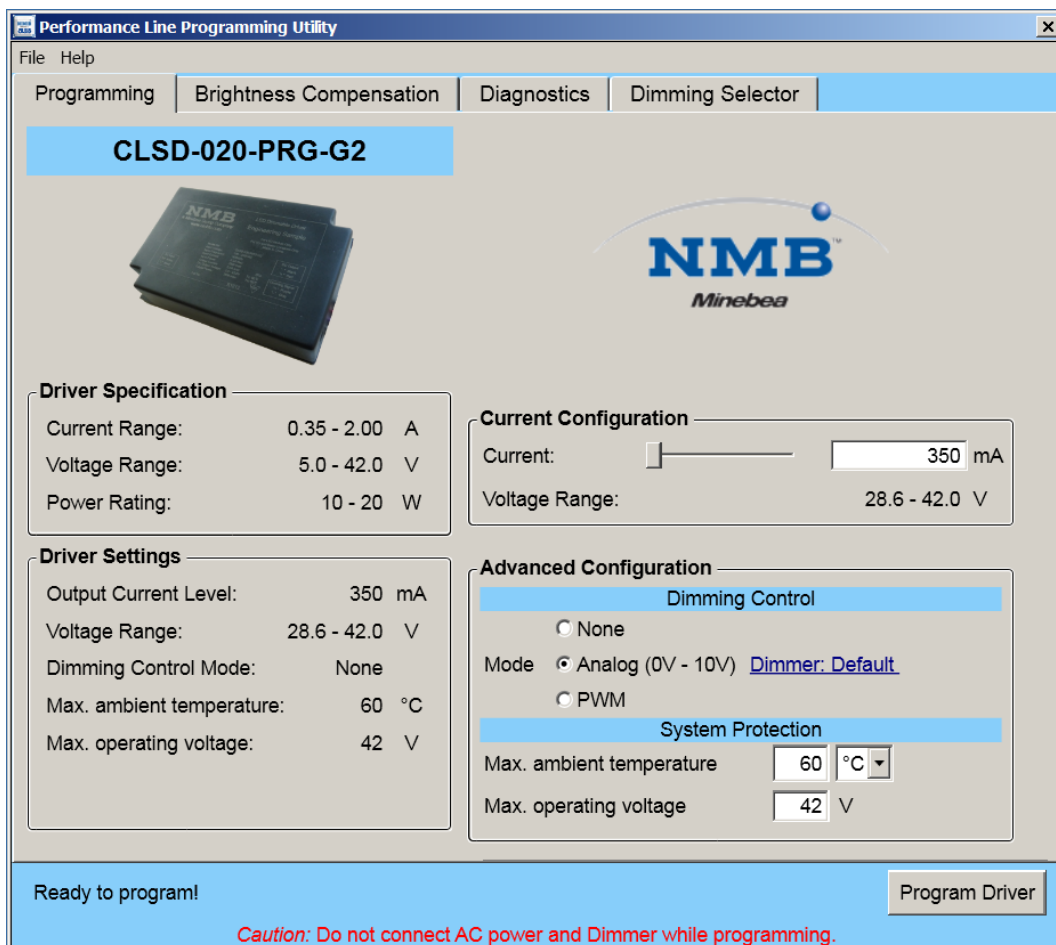 Performance Line Programming Utility
File Help
Programming Brightness Compensation Diagnostics Dimming Selector
CLSD-020-PRG-G2
NMB
Engineering Sample
NMB™
Minebea
Driver Specification
Current Range: 0.35 - 2.00 A
Voltage Range: 5.0 - 42.0 V
Power Rating: 10 - 20 W
Driver Settings
Output Current Level: 350 mA
Voltage Range: 28.6 - 42.0 V
Dimming Control Mode: None
Max. ambient temperature: 60 °C
Max. operating voltage: 42 V
Current Configuration
Current: 350 mA
Voltage Range: 28.6 - 42.0 V
Advanced Configuration
Dimming Control
None
Mode Analog (0V - 10V) Dimmer: Default
PWM
System Protection
Max. ambient temperature 60 °C
Max. operating voltage 42 V
Ready to program!
Program Driver
Caution: Do not connect AC power and Dimmer while programming.